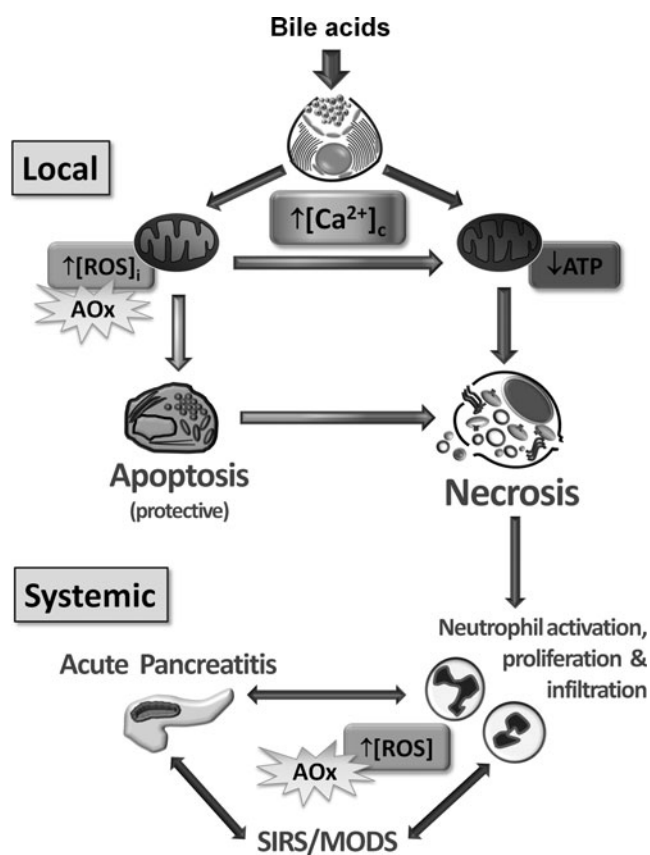 Bile acids
Local
↑[Ca²⁺]c
↑[ROS]i
AOx
↓ATP
Apoptosis
(protective)
Necrosis
Systemic
Neutrophil activation,
proliferation &
infiltration
Acute Pancreatitis
↑[ROS]
AOx
SIRS/MODS